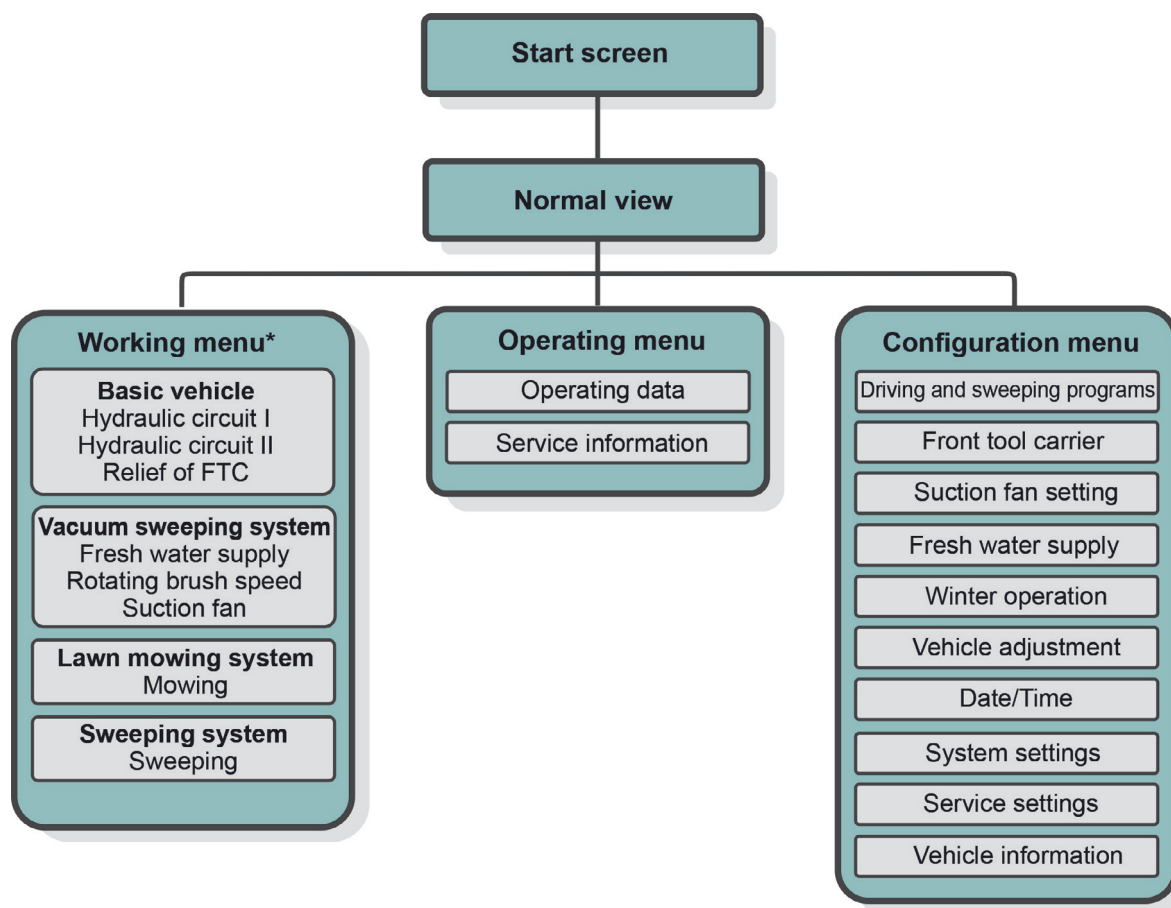 Start screen
Normal view
Working menu*
Basic vehicle
Hydraulic circuit I
Hydraulic circuit II
Relief of FTC
Vacuum sweeping system
Fresh water supply
Rotating brush speed
Suction fan
Lawn mowing system
Mowing
Sweeping system
Sweeping
Operating menu
Operating data
Service information
Configuration menu
Driving and sweeping programs
Front tool carrier
Suction fan setting
Fresh water supply
Winter operation
Vehicle adjustment
Date/Time
System settings
Service settings
Vehicle information